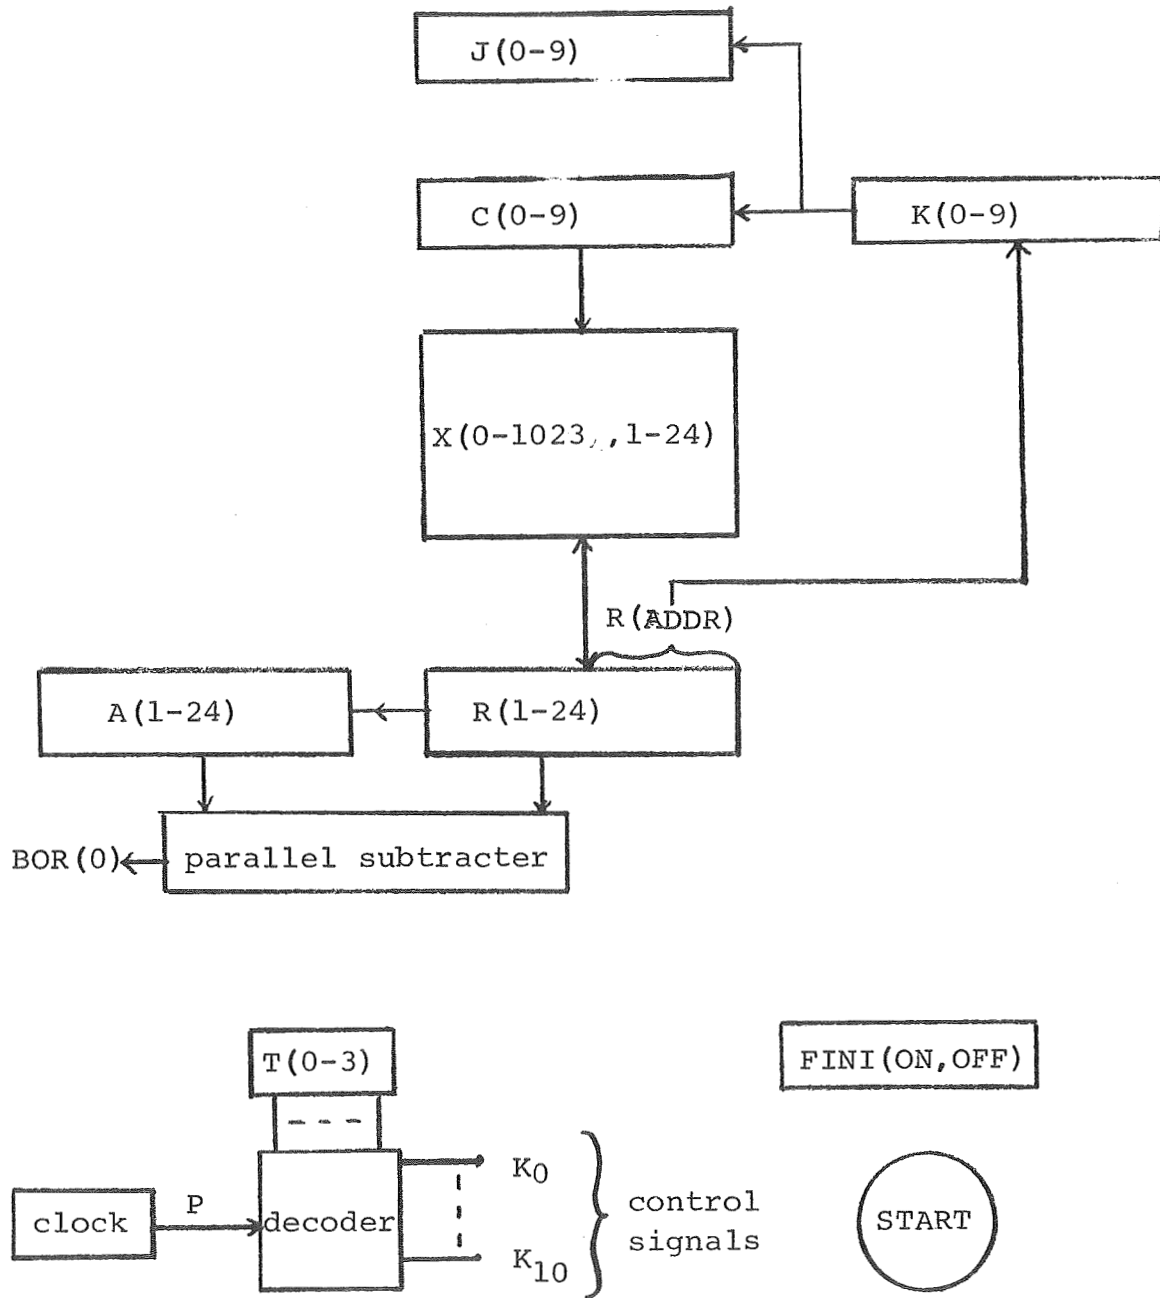 J(0-9)
C(0-9)
K(0-9)
X(0-1023,,1-24)
R(ADDR)
A(1-24)
R(1-24)
BOR(0)
parallel subtracter
T(0-3)
FINI(ON,OFF)
K0
P
clock
decoder
control
signals
START
K10